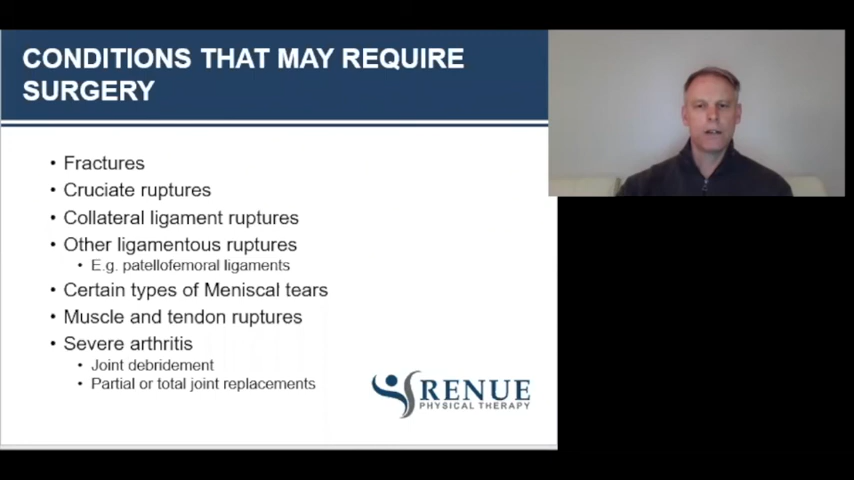 CONDITIONS THAT MAY REQUIRE
SURGERY
• Fractures
• Cruciate ruptures
• Collateral ligament ruptures
• Other ligamentous ruptures
• E.g. patellofemoral ligaments
• Certain types of Meniscal tears
• Muscle and tendon ruptures
• Severe arthritis
• Joint debridement
• Partial or total joint replacements
RENUE
PHYSICAL THERAPY